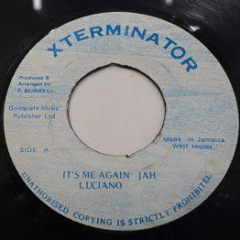 XTERMINATOR
Produced &
Arranged by
P. BURRELL
Goldplate Music
Publisher Ltd
Made in Jamaica
West Indies
SIDE A
IT'S ME AGAIN JAH
LUCIANO
UNAUTHORISED COPYING IS STRICTLY PROHIBITED